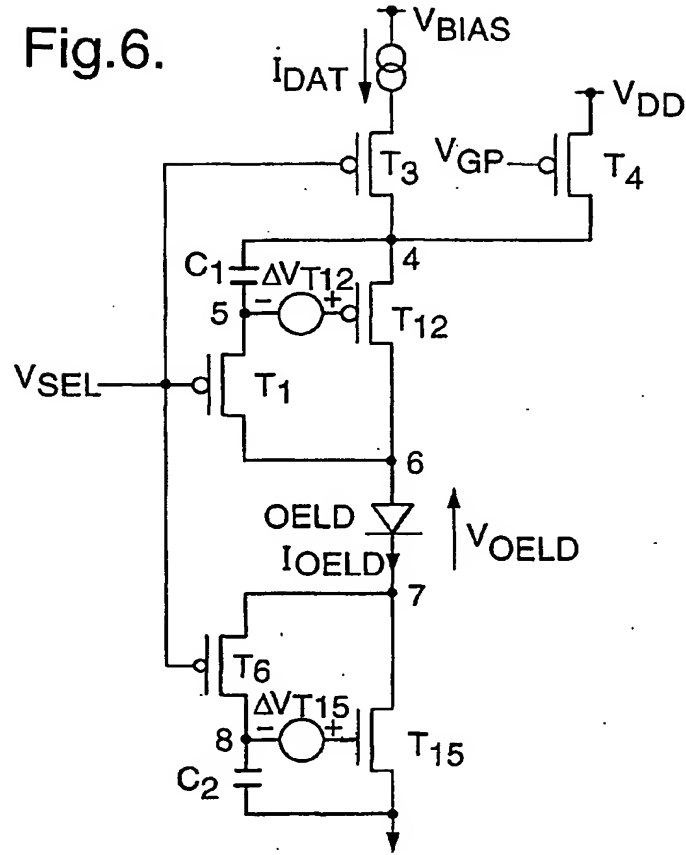 Fig.6.
VBIAS
iDAT
VDD
T3
VGP
T4
4
C1
ΔVT12
5
- +
T12
VSEL
T1
6
OELD
IOELD
VOELD
7
T6
ΔVT15
8
- +
T15
C2